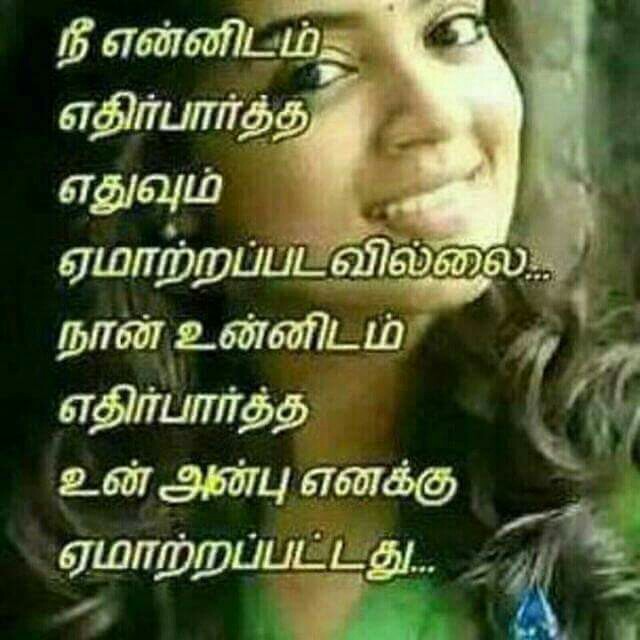 நீ என்னிடம்
எதிர்பார்த்த
எதுவும்
ஏமாற்றப்படவில்லை...
நான் உன்னிடம்
எதிர்பார்த்த
உன் அன்பு எனக்கு
ஏமாற்றப்பட்டது...